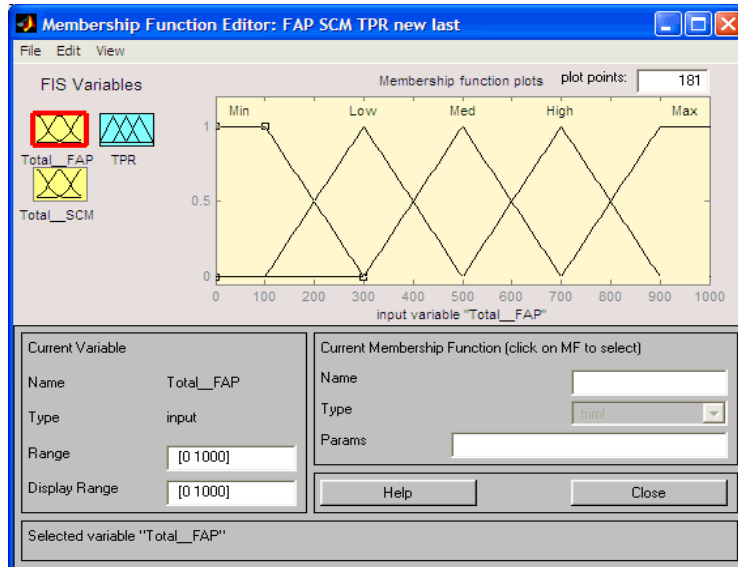 Membership Function Editor: FAP SCM TPR new last
File Edit View
FIS Variables
Membership function plots plot points: 181
Total__FAP TPR
Total__SCM
Min Low Med High Max
1
0.5
0
0 100 200 300 400 500 600 700 800 900 1000
input variable "Total__FAP"
Current Variable
Name Total__FAP
Type input
Range [0 1000]
Display Range [0 1000]
Current Membership Function (click on MF to select)
Name
Type trimf
Params
Help Close
Selected variable "Total__FAP"